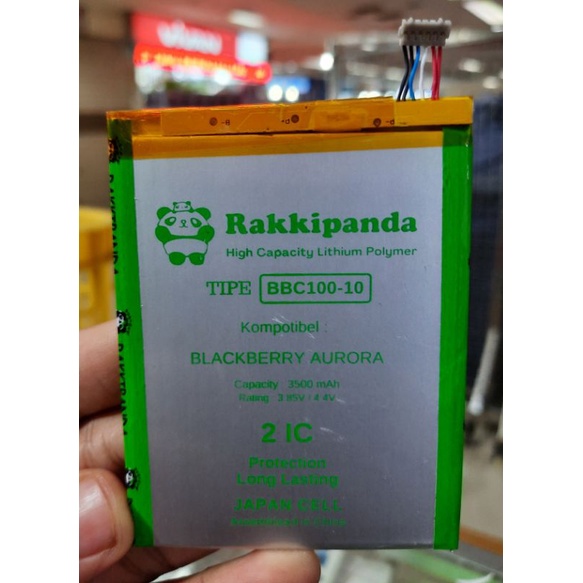 Rakkipanda
High Capacity Lithium Polymer
TIPE BBC100-10
Kompotibel :
BLACKBERRY AURORA
Capacity : 3500 mAh
Rating : 3.85V / 4.4V
2 IC
Protection
Long Lasting
JAPAN CELL